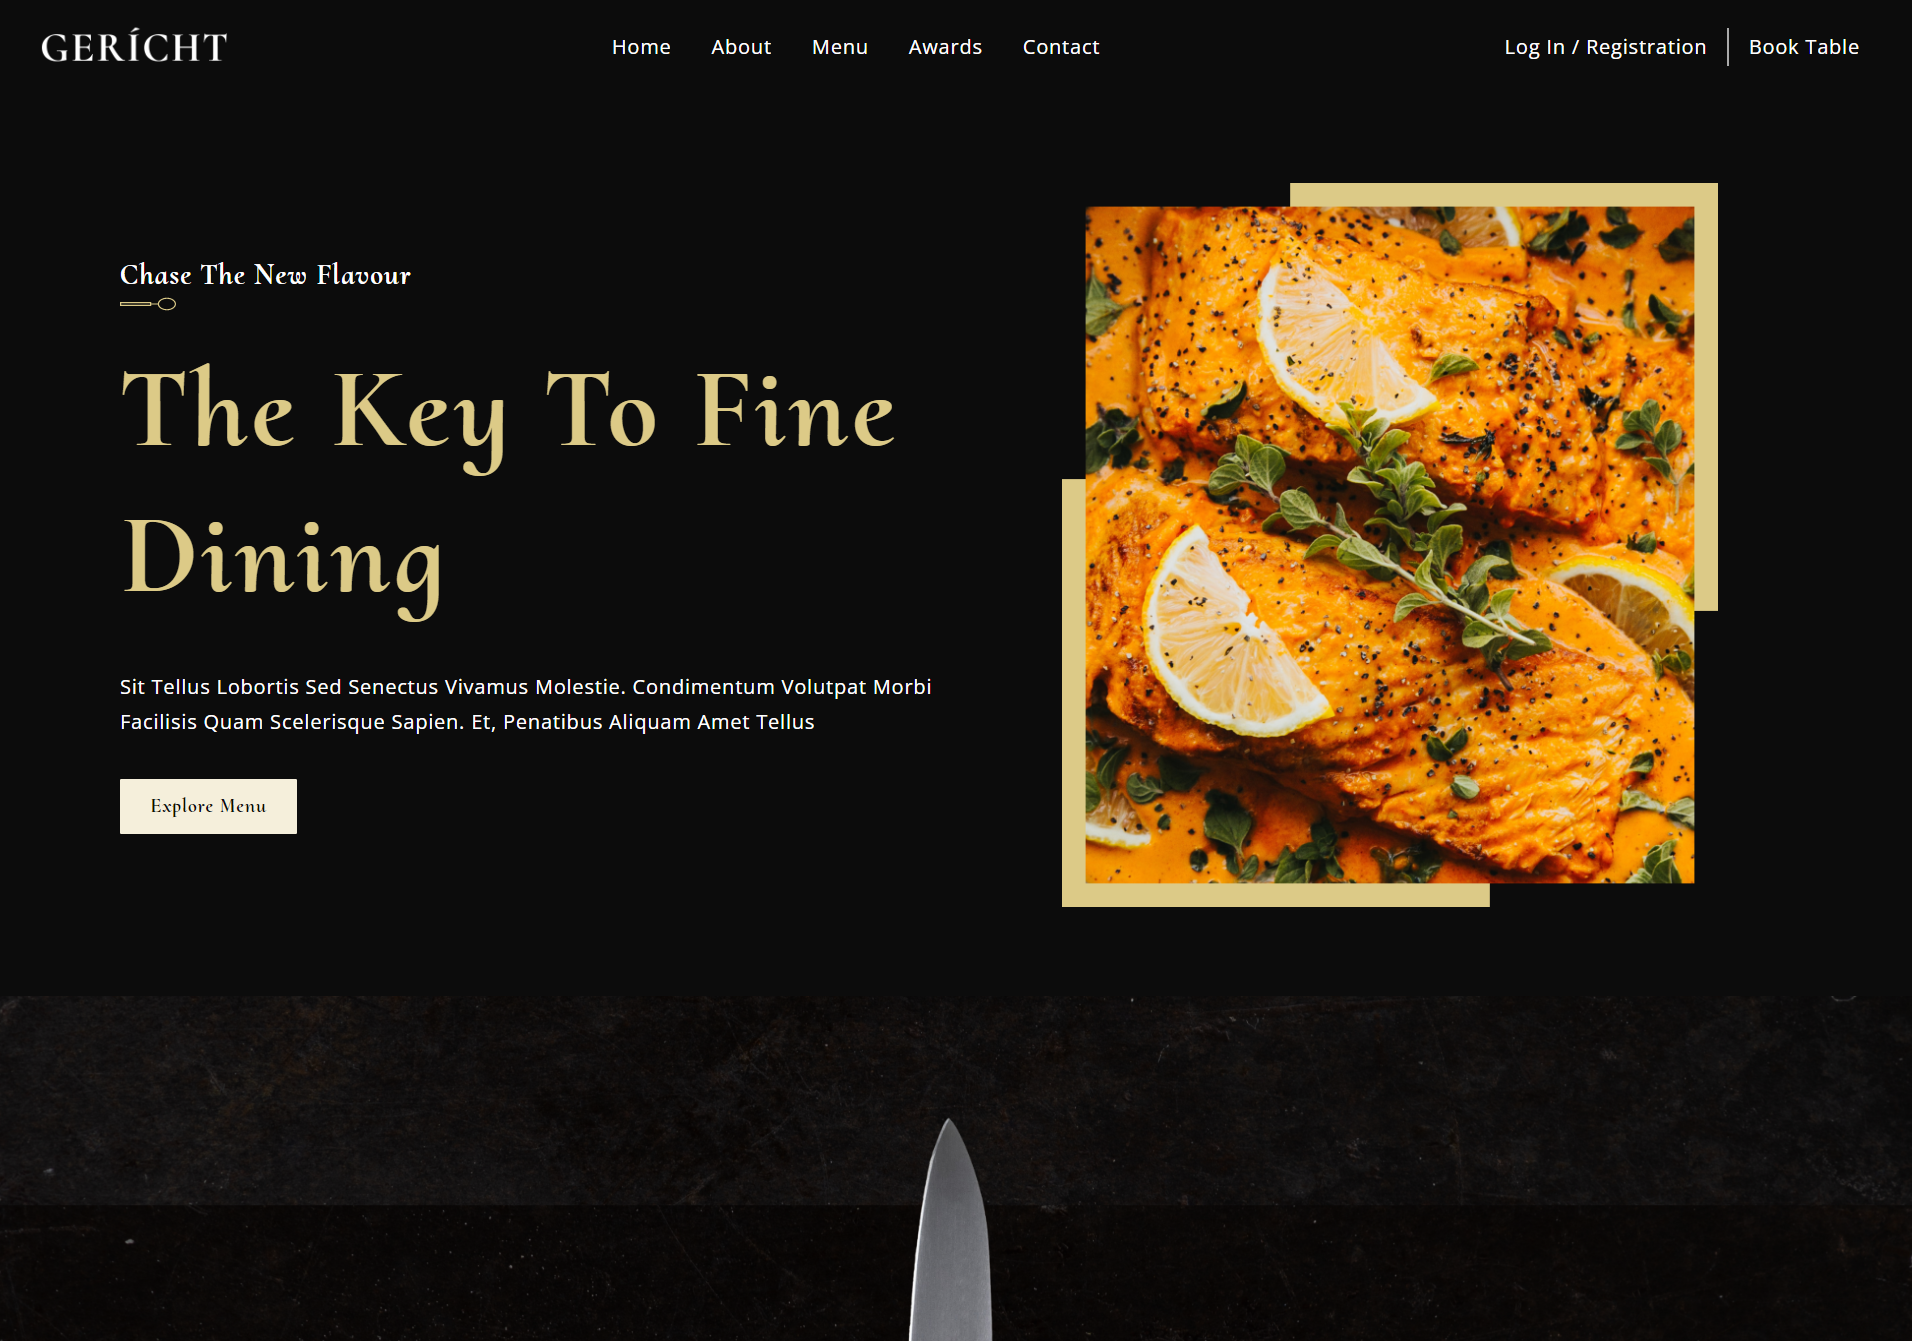 GERÍCHT
Home About Menu Awards Contact
Log In / Registration Book Table
Chase The New Flavour
The Key To Fine
Dining
Sit Tellus Lobortis Sed Senectus Vivamus Molestie. Condimentum Volutpat Morbi
Facilisis Quam Scelerisque Sapien. Et, Penatibus Aliquam Amet Tellus
Explore Menu